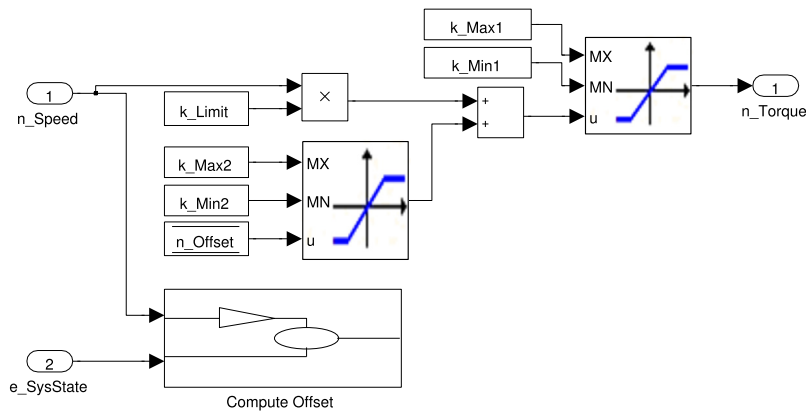 k_Max1
MX
k_Min1
MN
1
n_Speed
×
+
+
u
1
n_Torque
k_Limit
k_Max2
MX
k_Min2
MN
n_Offset
u
2
e_SysState
Compute Offset